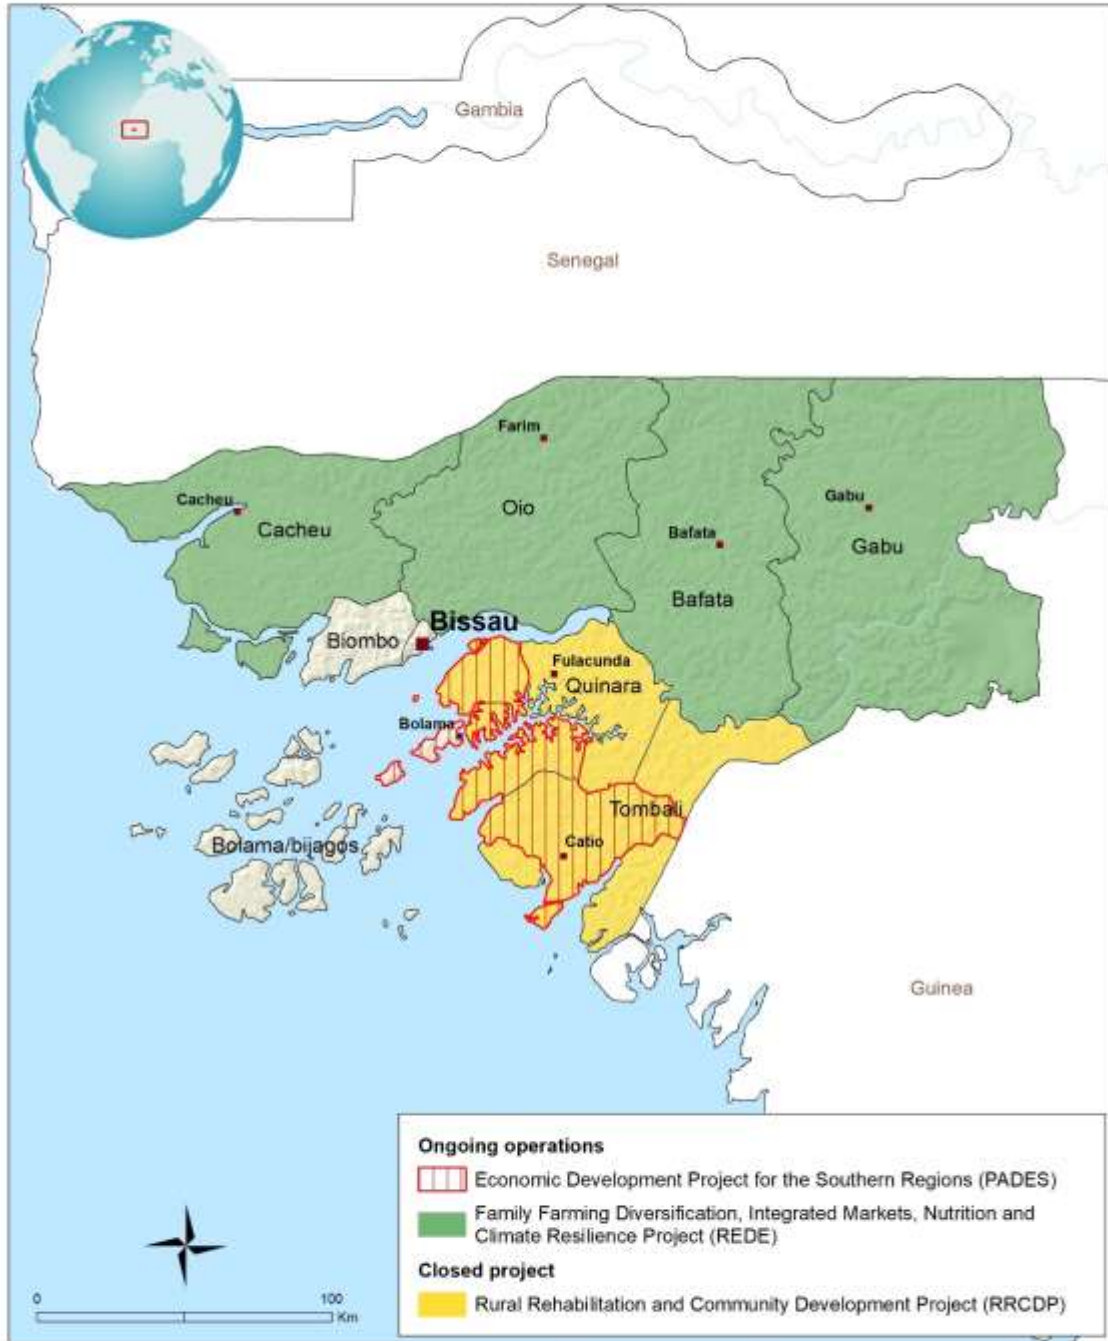 Gambia
Senegal
Farim
Cacheu
Oio
Gabu
Cacheu
Bafata
Gabu
Bafata
Bissau
Biombo
Fulacunda
Quinara
Bolama
Tombali
Bolama/bijagos
Catio
Guinea
Ongoing operations
Economic Development Project for the Southern Regions (PADES)
Family Farming Diversification, Integrated Markets, Nutrition and
Climate Resilience Project (REDE)
Closed project
Rural Rehabilitation and Community Development Project (RRCDP)
0 100
Km